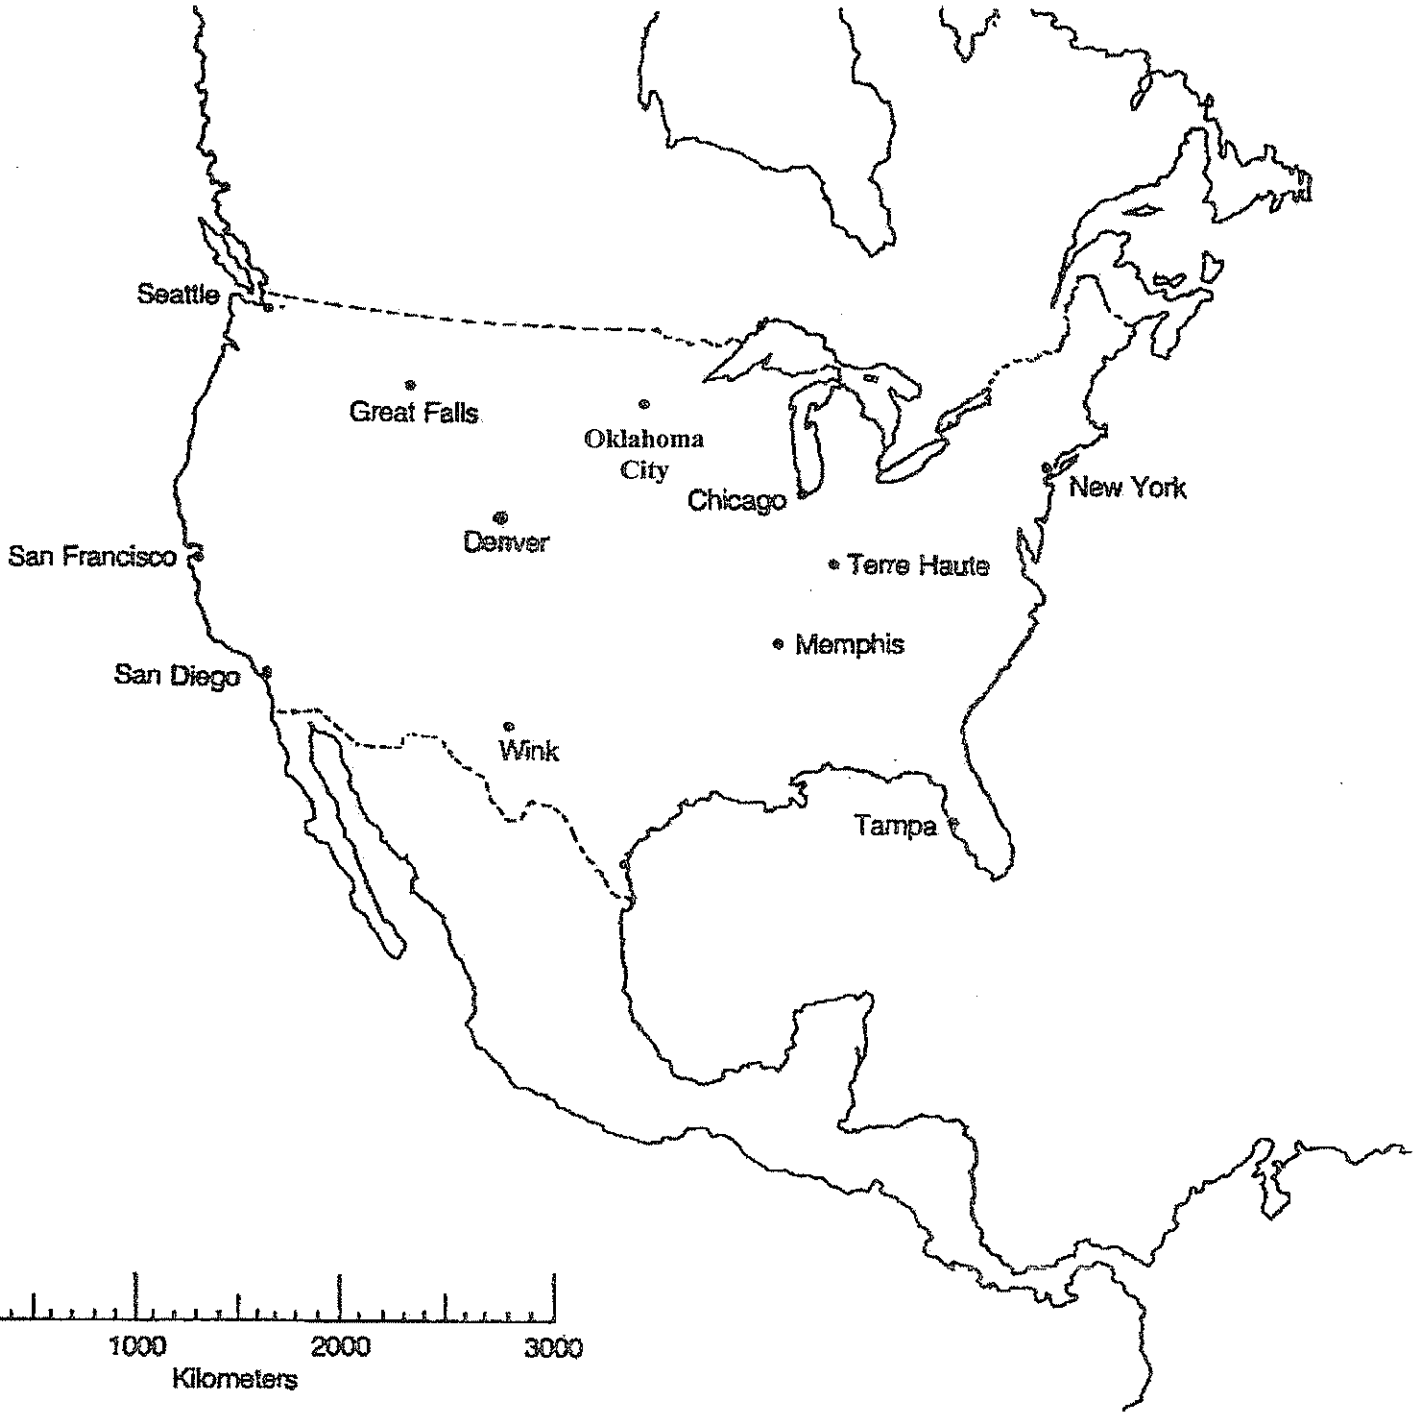 Seattle
Great Falls
Oklahoma
City
Chicago
New York
Denver
San Francisco
Terre Haute
Memphis
San Diego
Wink
Tampa
1000
2000
3000
Kilometers